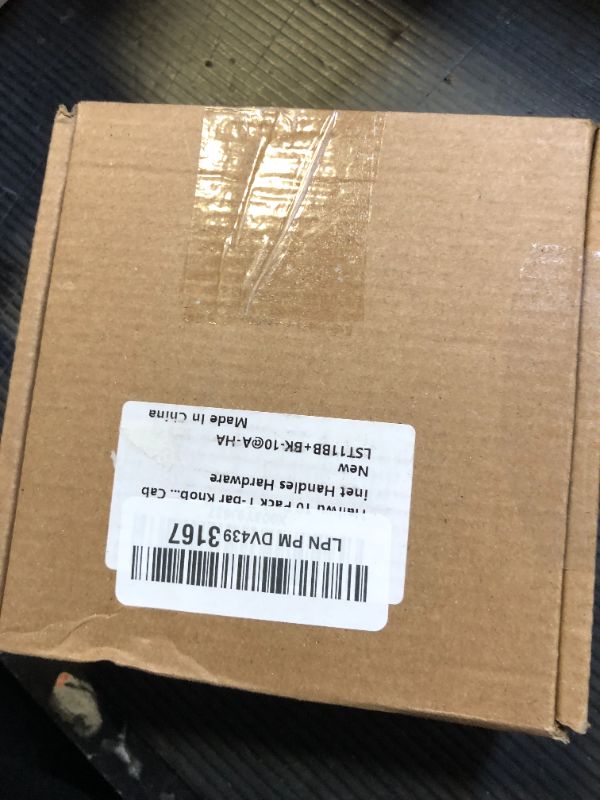 LPN PM DV439 3167
10 Pack T-bar Knob... Cab
inet Handles Hardware
New
LST11BB+BK-10@A-HA
Made In China